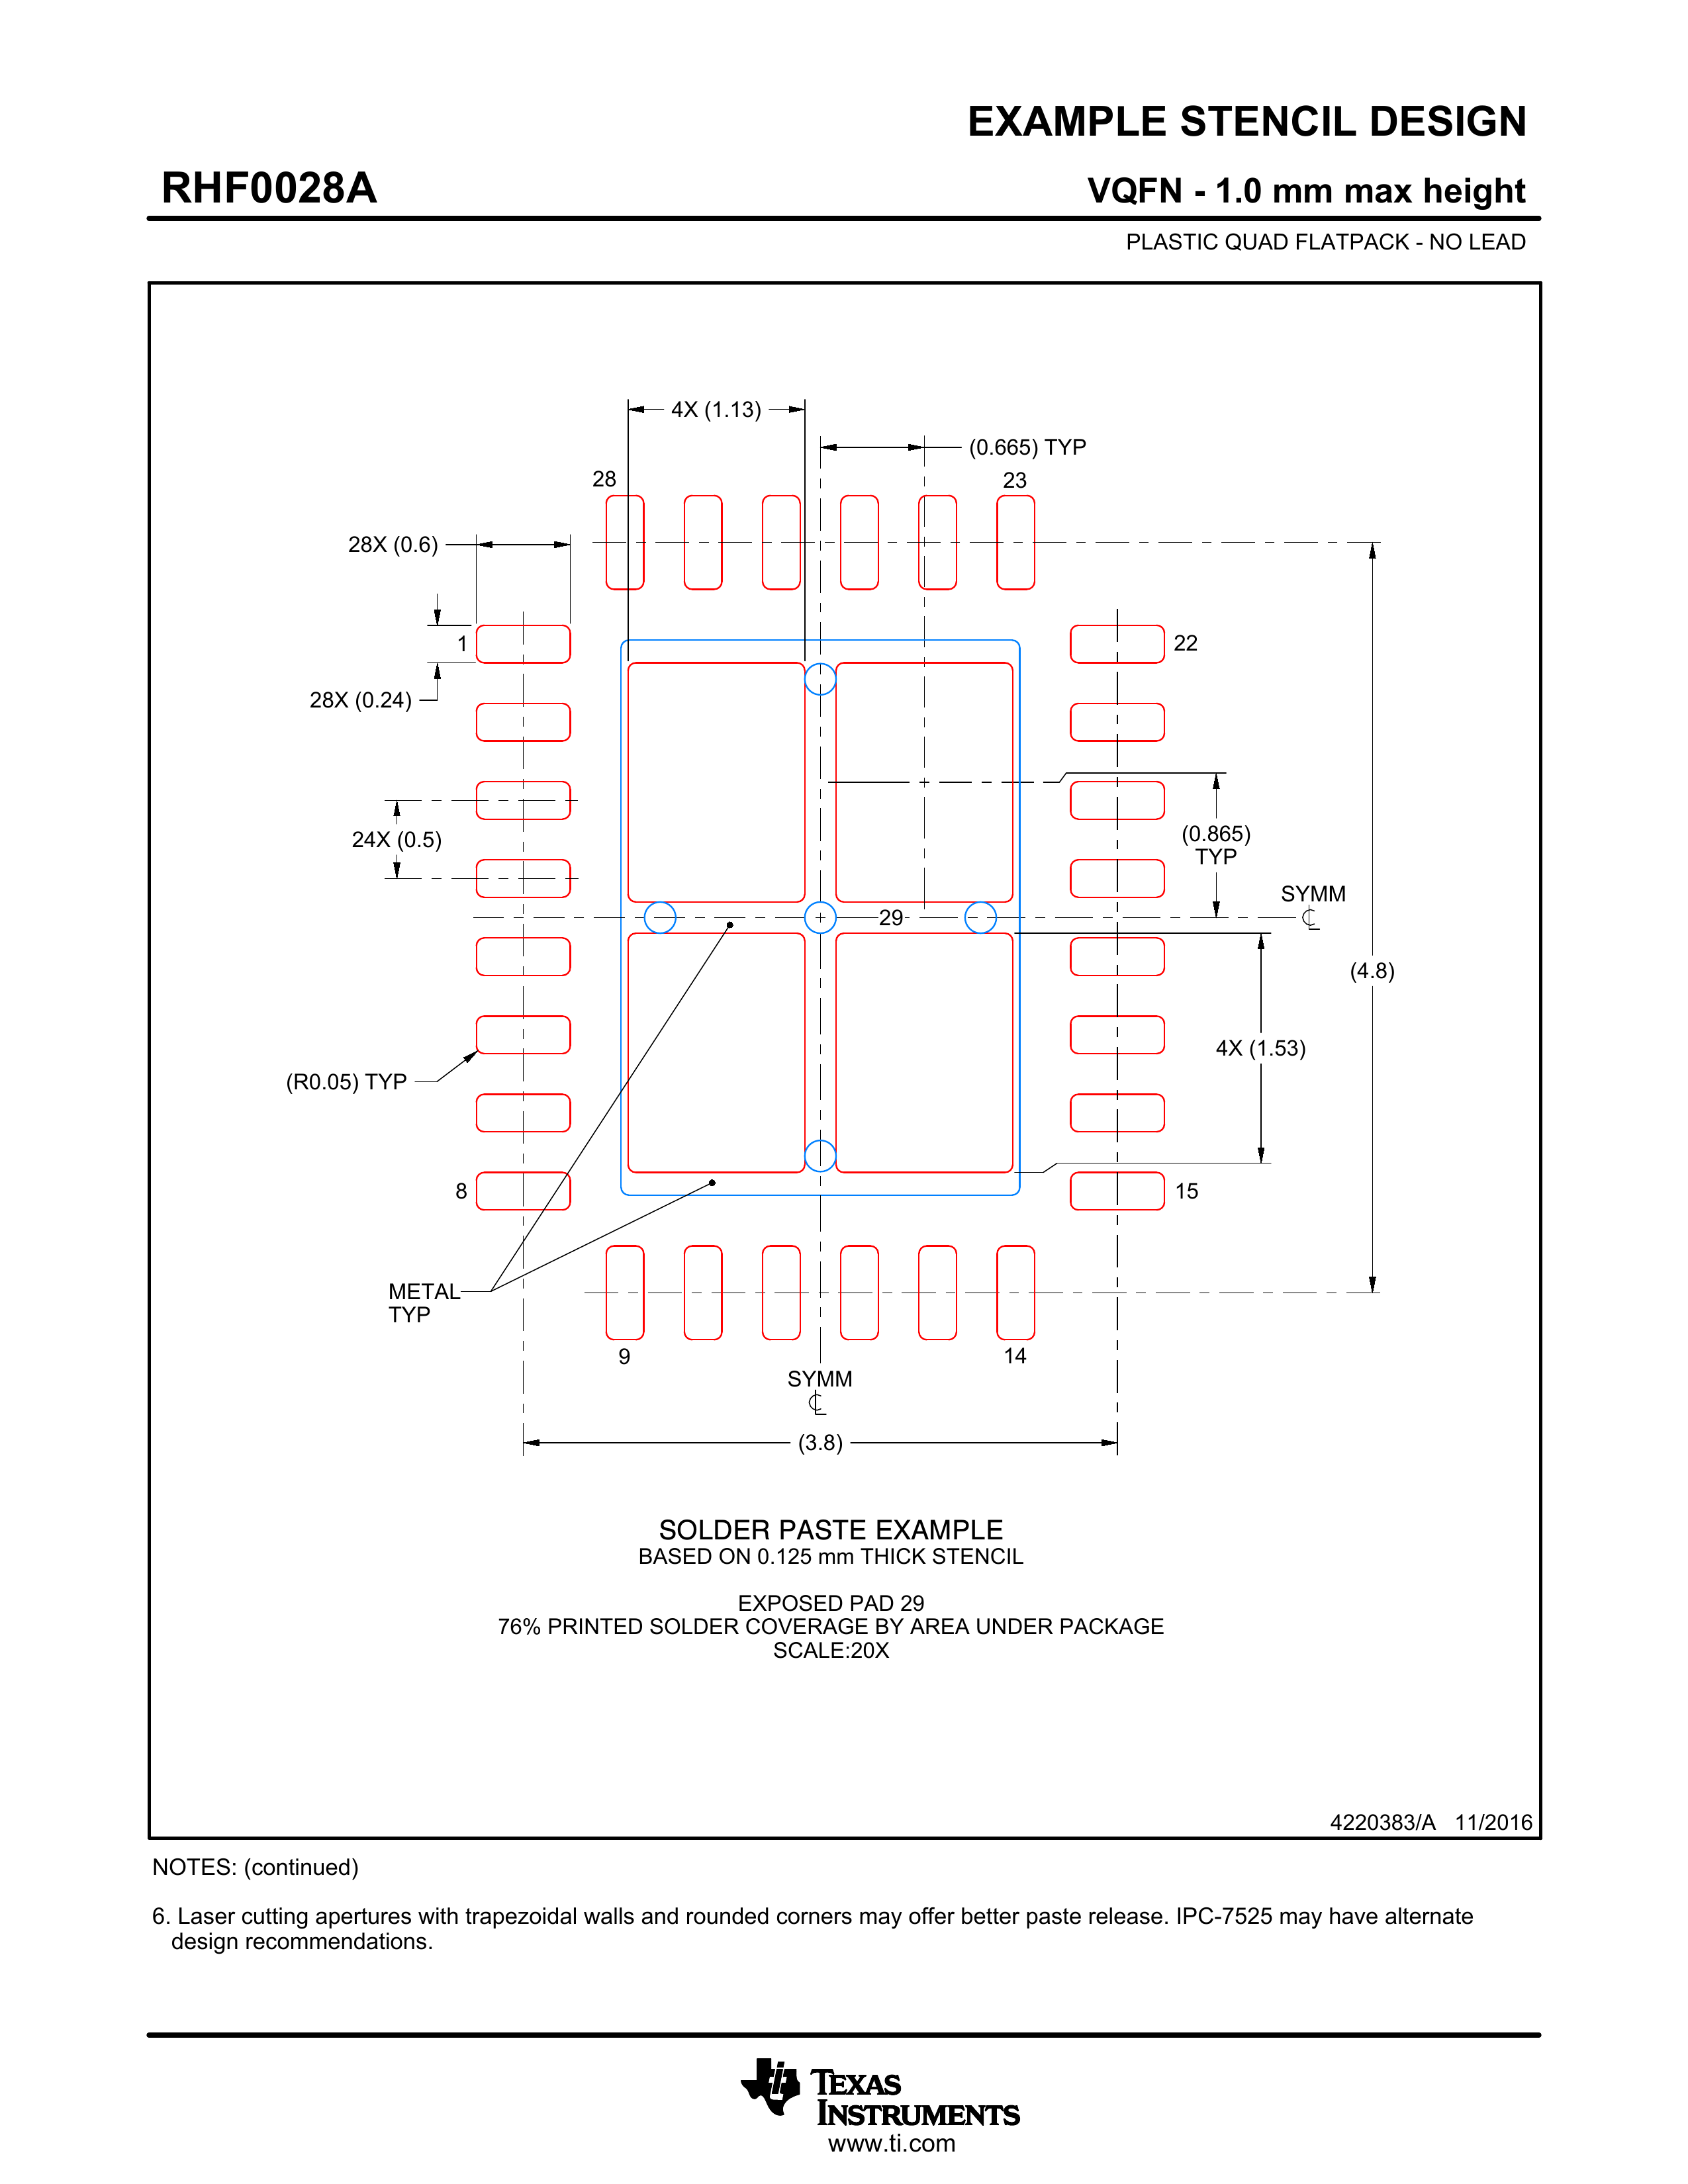 EXAMPLE STENCIL DESIGN
RHF0028A
VQFN - 1.0 mm max height
PLASTIC QUAD FLATPACK - NO LEAD
4X (1.13)
(0.665) TYP
28
23
28X (0.6)
1
22
28X (0.24)
24X (0.5)
(0.865)
TYP
SYMM
29
(4.8)
4X (1.53)
(R0.05) TYP
8
15
METAL
TYP
9
14
SYMM
(3.8)
SOLDER PASTE EXAMPLE
BASED ON 0.125 mm THICK STENCIL
EXPOSED PAD 29
76% PRINTED SOLDER COVERAGE BY AREA UNDER PACKAGE
SCALE:20X
4220383/A 11/2016
NOTES: (continued)
6. Laser cutting apertures with trapezoidal walls and rounded corners may offer better paste release. IPC-7525 may have alternate
design recommendations.
TEXAS
INSTRUMENTS
www.ti.com